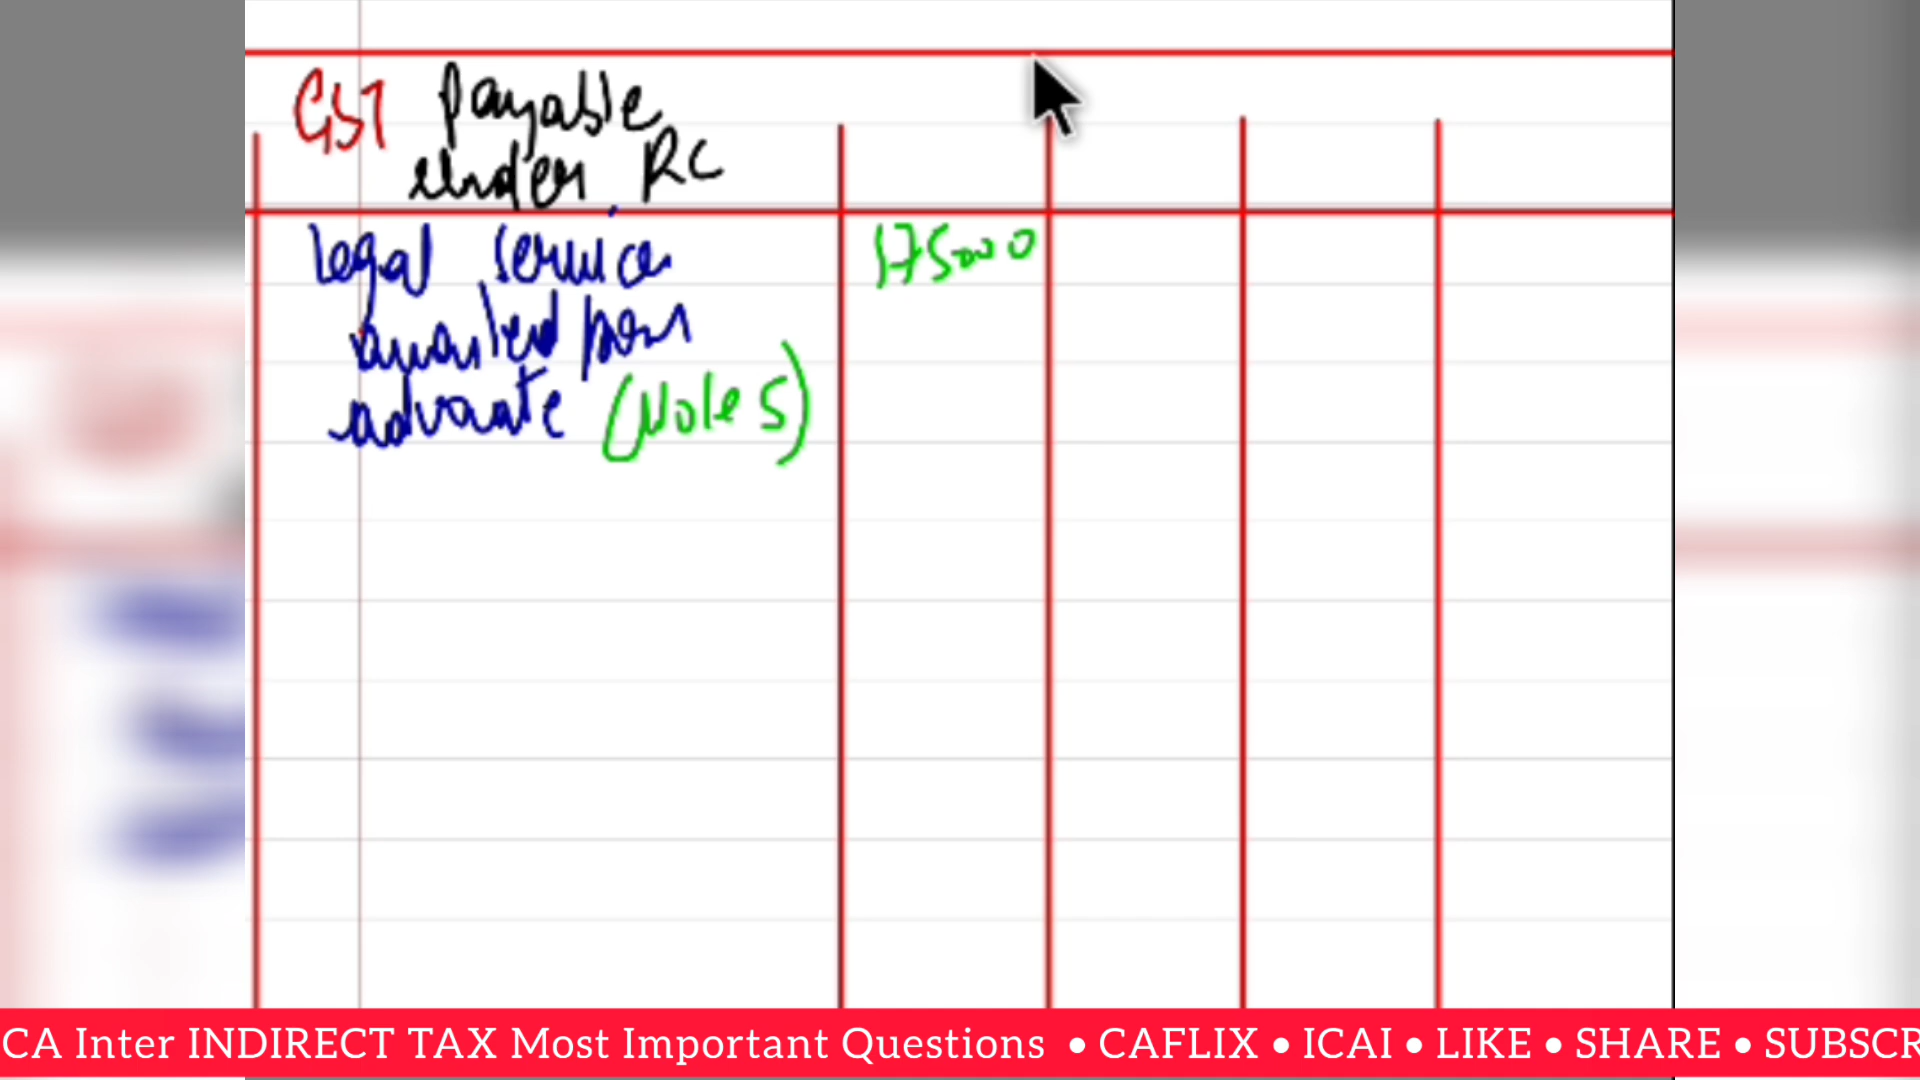 GST Payable
under RC
legal services 175000
availed from
advocate (Note 5)
CA Inter INDIRECT TAX Most Important Questions • CAFLIX • ICAI • LIKE • SHARE • SUBSCR